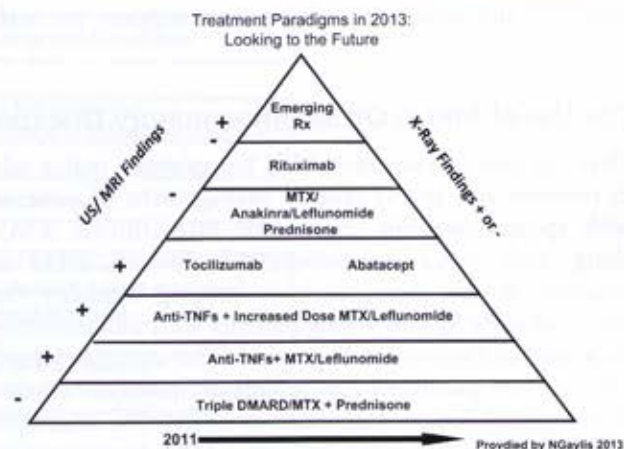 Treatment Paradigms in 2013:
Looking to the Future
Emerging
Rx
+
-
Rituximab
-
MTX/
Anakinra/Leflunomide
Prednisone
US/ MRI Findings
X-Ray Findings + or -
+
Tocilizumab Abatacept
+
Anti-TNFs + Increased Dose MTX/Leflunomide
+
Anti-TNFs+ MTX/Leflunomide
-
Triple DMARD/MTX + Prednisone
2011
Provdied by NGaylis 2013